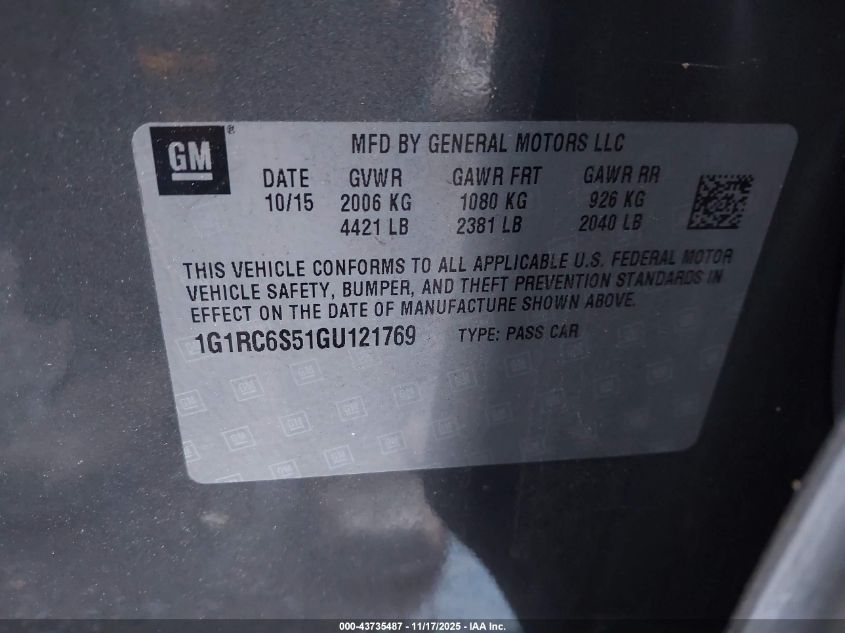 GM®
MFD BY GENERAL MOTORS LLC
DATE GVWR GAWR FRT GAWR RR
10/15 2006 KG 1080 KG 926 KG
4421 LB 2381 LB 2040 LB
THIS VEHICLE CONFORMS TO ALL APPLICABLE U.S. FEDERAL MOTOR
VEHICLE SAFETY, BUMPER, AND THEFT PREVENTION STANDARDS IN
EFFECT ON THE DATE OF MANUFACTURE SHOWN ABOVE.
1G1RC6S51GU121769 TYPE: PASS CAR
000-43735487 - 11/17/2025 - IAA Inc.